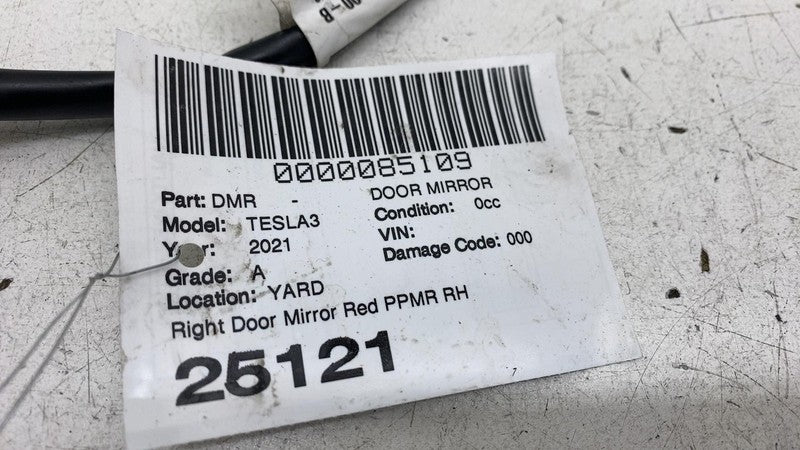 00-B
0000085109
Part: DMR - DOOR MIRROR
Model: TESLA3 Condition: 0cc
Year: 2021 VIN:
Grade: A Damage Code: 000
Location: YARD
Right Door Mirror Red PPMR RH
25121